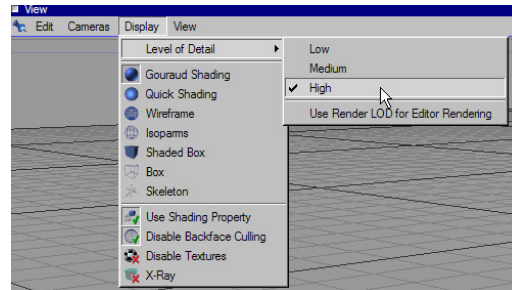 View
Edit Cameras Display View
Level of Detail
Gouraud Shading
Quick Shading
Wireframe
Isoparms
Shaded Box
Box
Skeleton
Use Shading Property
Disable Backface Culling
Disable Textures
X-Ray
Low
Medium
High
Use Render LOD for Editor Rendering